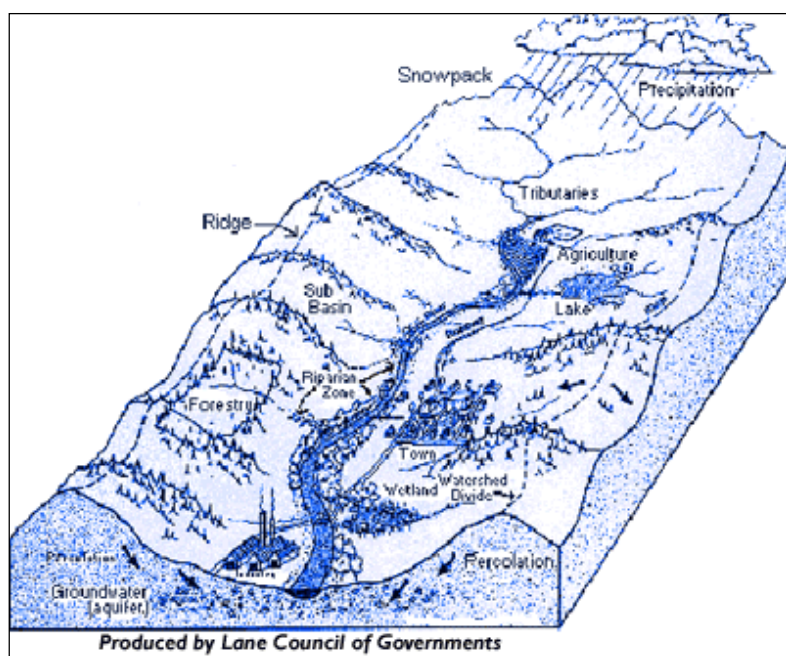 Snowpack
Precipitation
Tributaries
Ridge
Agriculture
Sub
Basin
Lake
Riparian
Zone
Forestry
Town
Wetland
Watershed
Divide
Percolation
Groundwater
(aquifer)
Produced by Lane Council of Governments